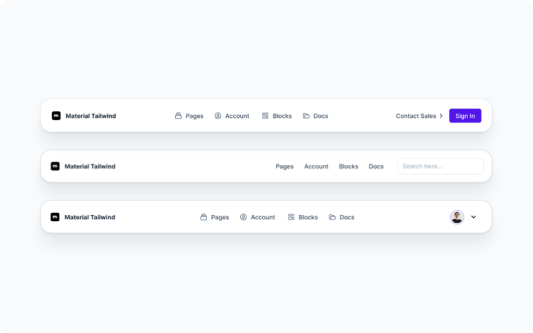 Material Tailwind Pages Account Blocks Docs Contact Sales Sign In
Material Tailwind Pages Account Blocks Docs Search here...
Material Tailwind Pages Account Blocks Docs